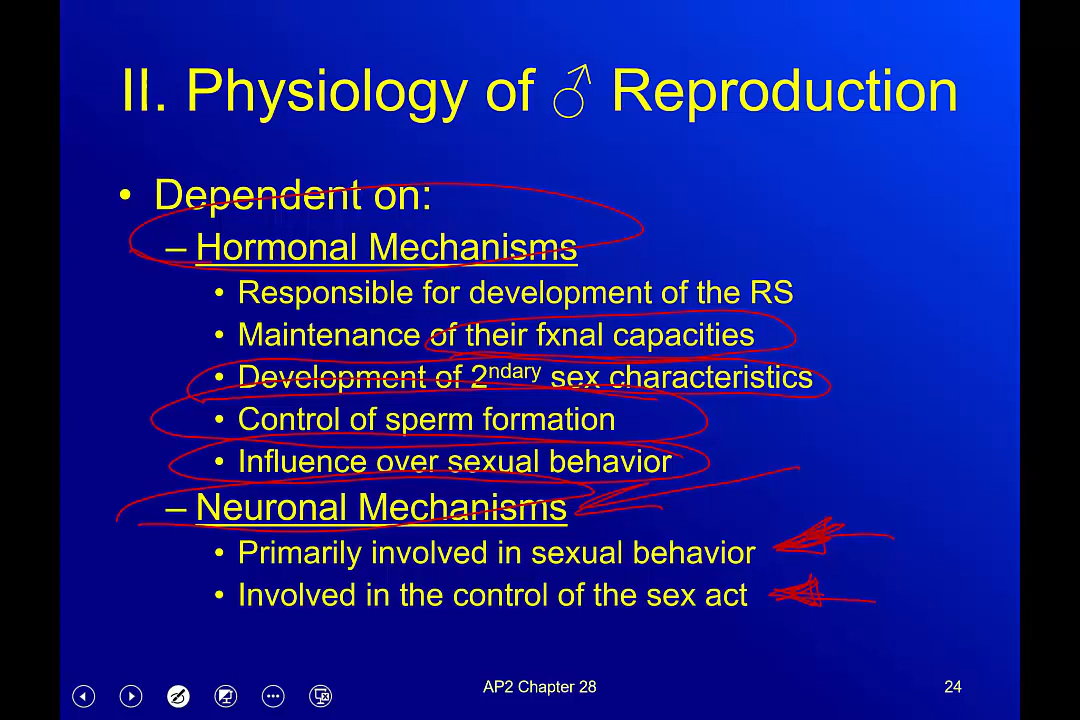 II. Physiology of ♂ Reproduction
• Dependent on:
– Hormonal Mechanisms
• Responsible for development of the RS
• Maintenance of their fxnal capacities
• Development of 2ndary sex characteristics
• Control of sperm formation
• Influence over sexual behavior
– Neuronal Mechanisms
• Primarily involved in sexual behavior
• Involved in the control of the sex act
AP2 Chapter 28
24